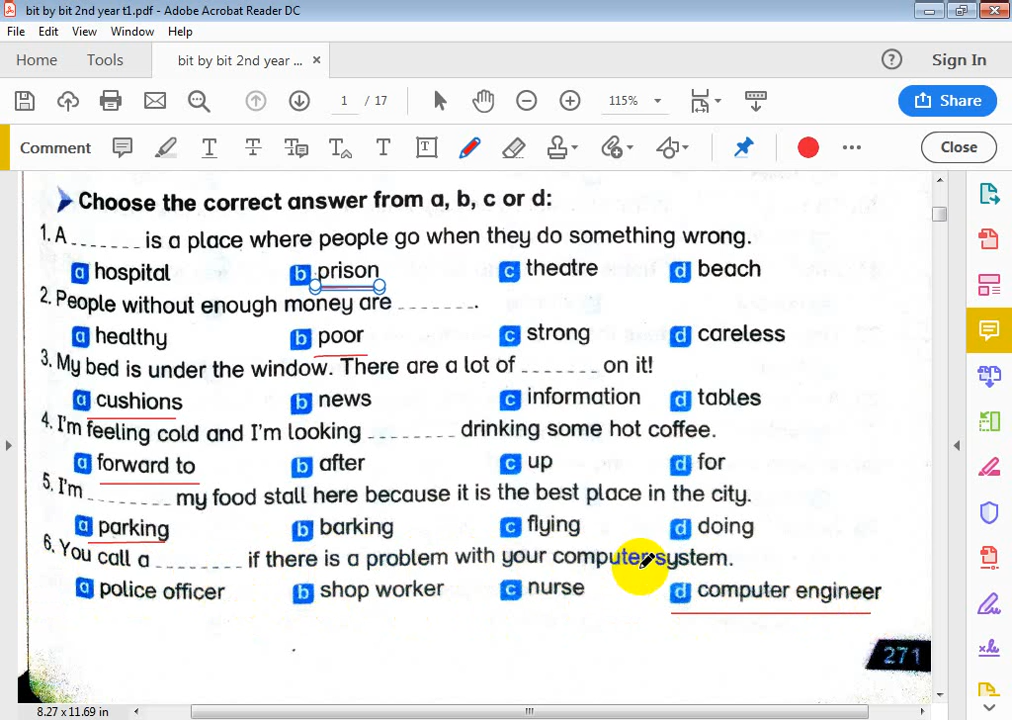 bit by bit 2nd year t1.pdf - Adobe Acrobat Reader DC
File Edit View Window Help
Home Tools bit by bit 2nd year ... × Sign In
1 / 17 115% Share
Comment Close
Choose the correct answer from a, b, c or d:
1. A ______ is a place where people go when they do something wrong.
a hospital b prison c theatre d beach
2. People without enough money are ______ .
a healthy b poor c strong d careless
3. My bed is under the window. There are a lot of ______ on it!
a cushions b news c information d tables
4. I'm feeling cold and I'm looking ______ drinking some hot coffee.
a forward to b after c up d for
5. I'm ______ my food stall here because it is the best place in the city.
a parking b barking c flying d doing
6. You call a ______ if there is a problem with your computer system.
a police officer b shop worker c nurse d computer engineer
271
8.27 x 11.69 in